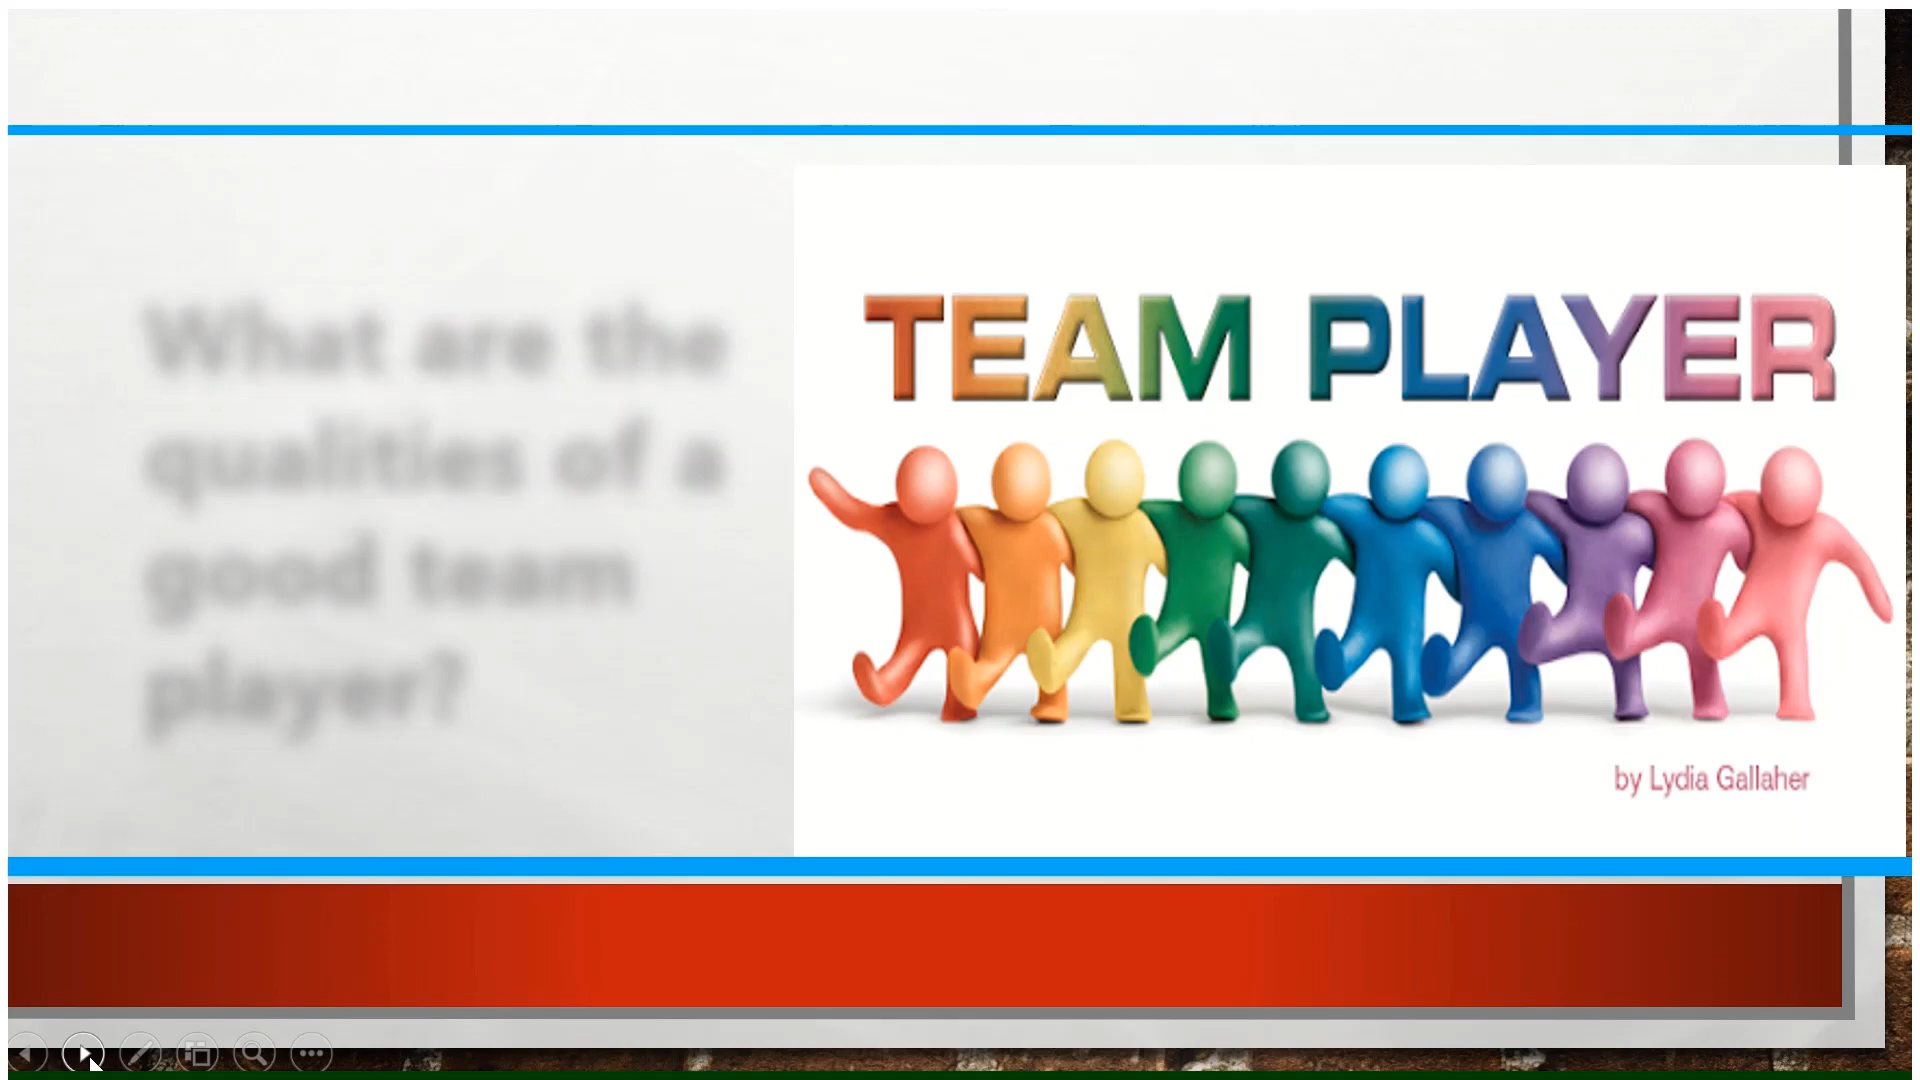 What are the
qualities of a
good team
player?
TEAM PLAYER
by Lydia Gallaher